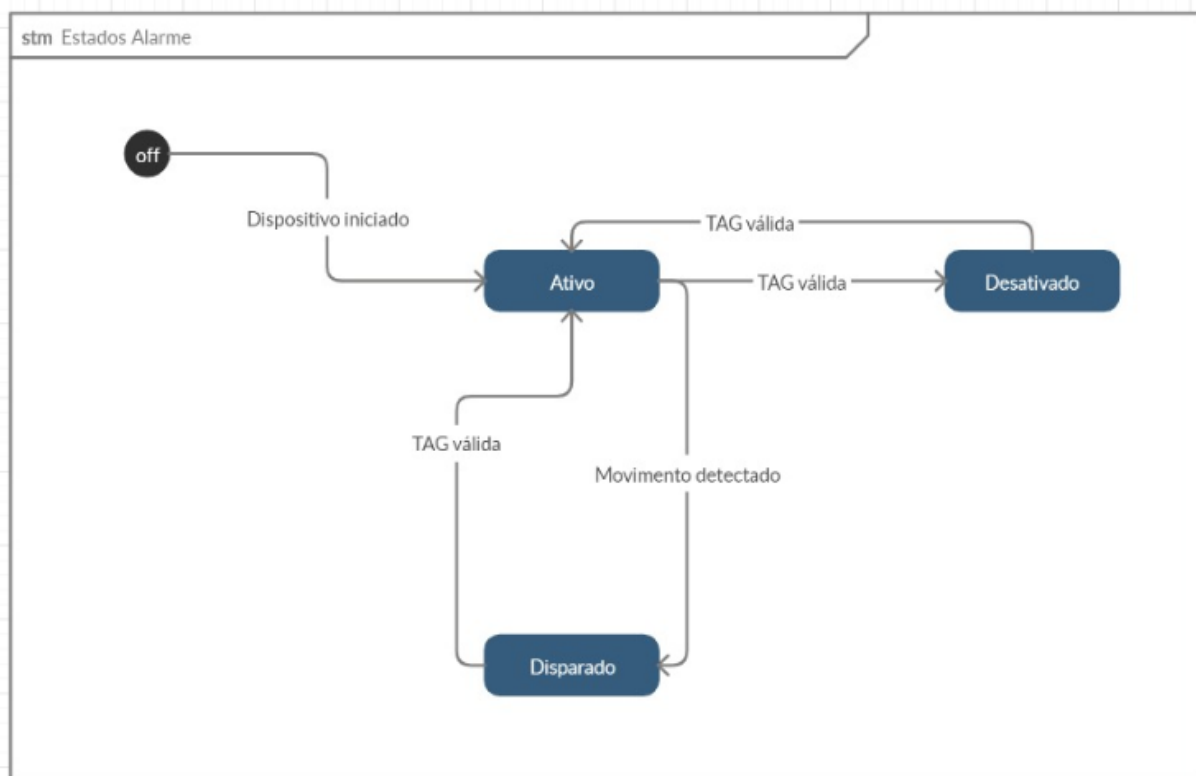 stm Estados Alarme
off
Dispositivo iniciado
TAG válida
Ativo
TAG válida
Desativado
TAG válida
Movimento detectado
Disparado